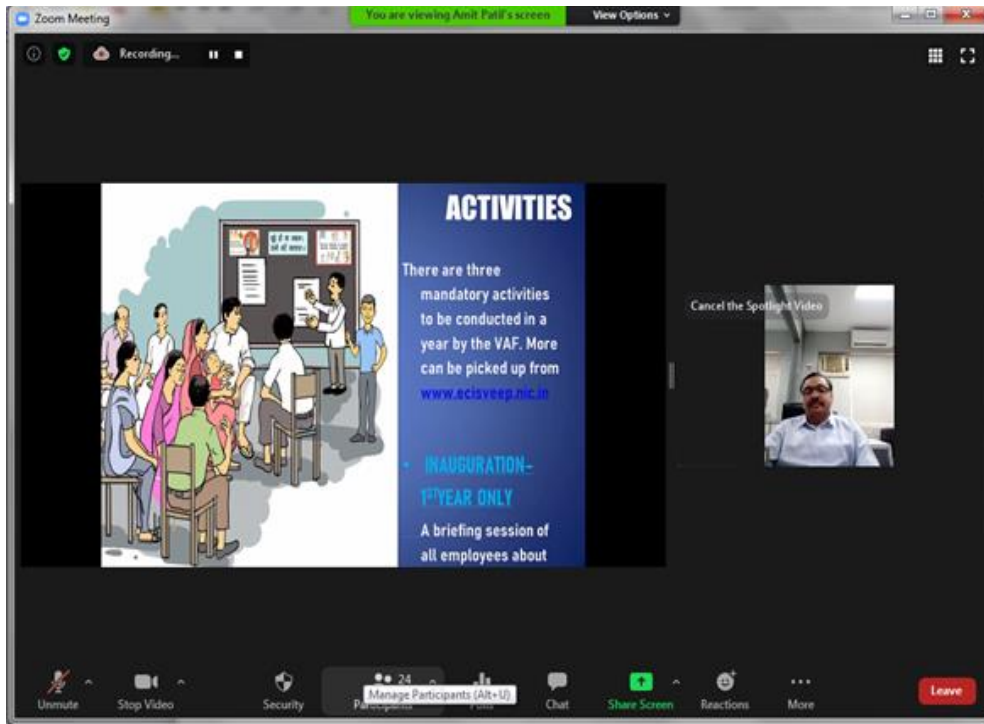 Zoom Meeting
You are viewing Amit Patil's screen
View Options
Recording...
ACTIVITIES
There are three
mandatory activities
to be conducted in a
year by the VAF. More
can be picked up from
www.ecisveep.nic.in
• INAUGURATION-
1ST YEAR ONLY
A briefing session of
all employees about
Cancel the Spotlight Video
24
Manage Participants (Alt+U)
Unmute
Stop Video
Security
Participants
Polls
Chat
Share Screen
Reactions
More
Leave